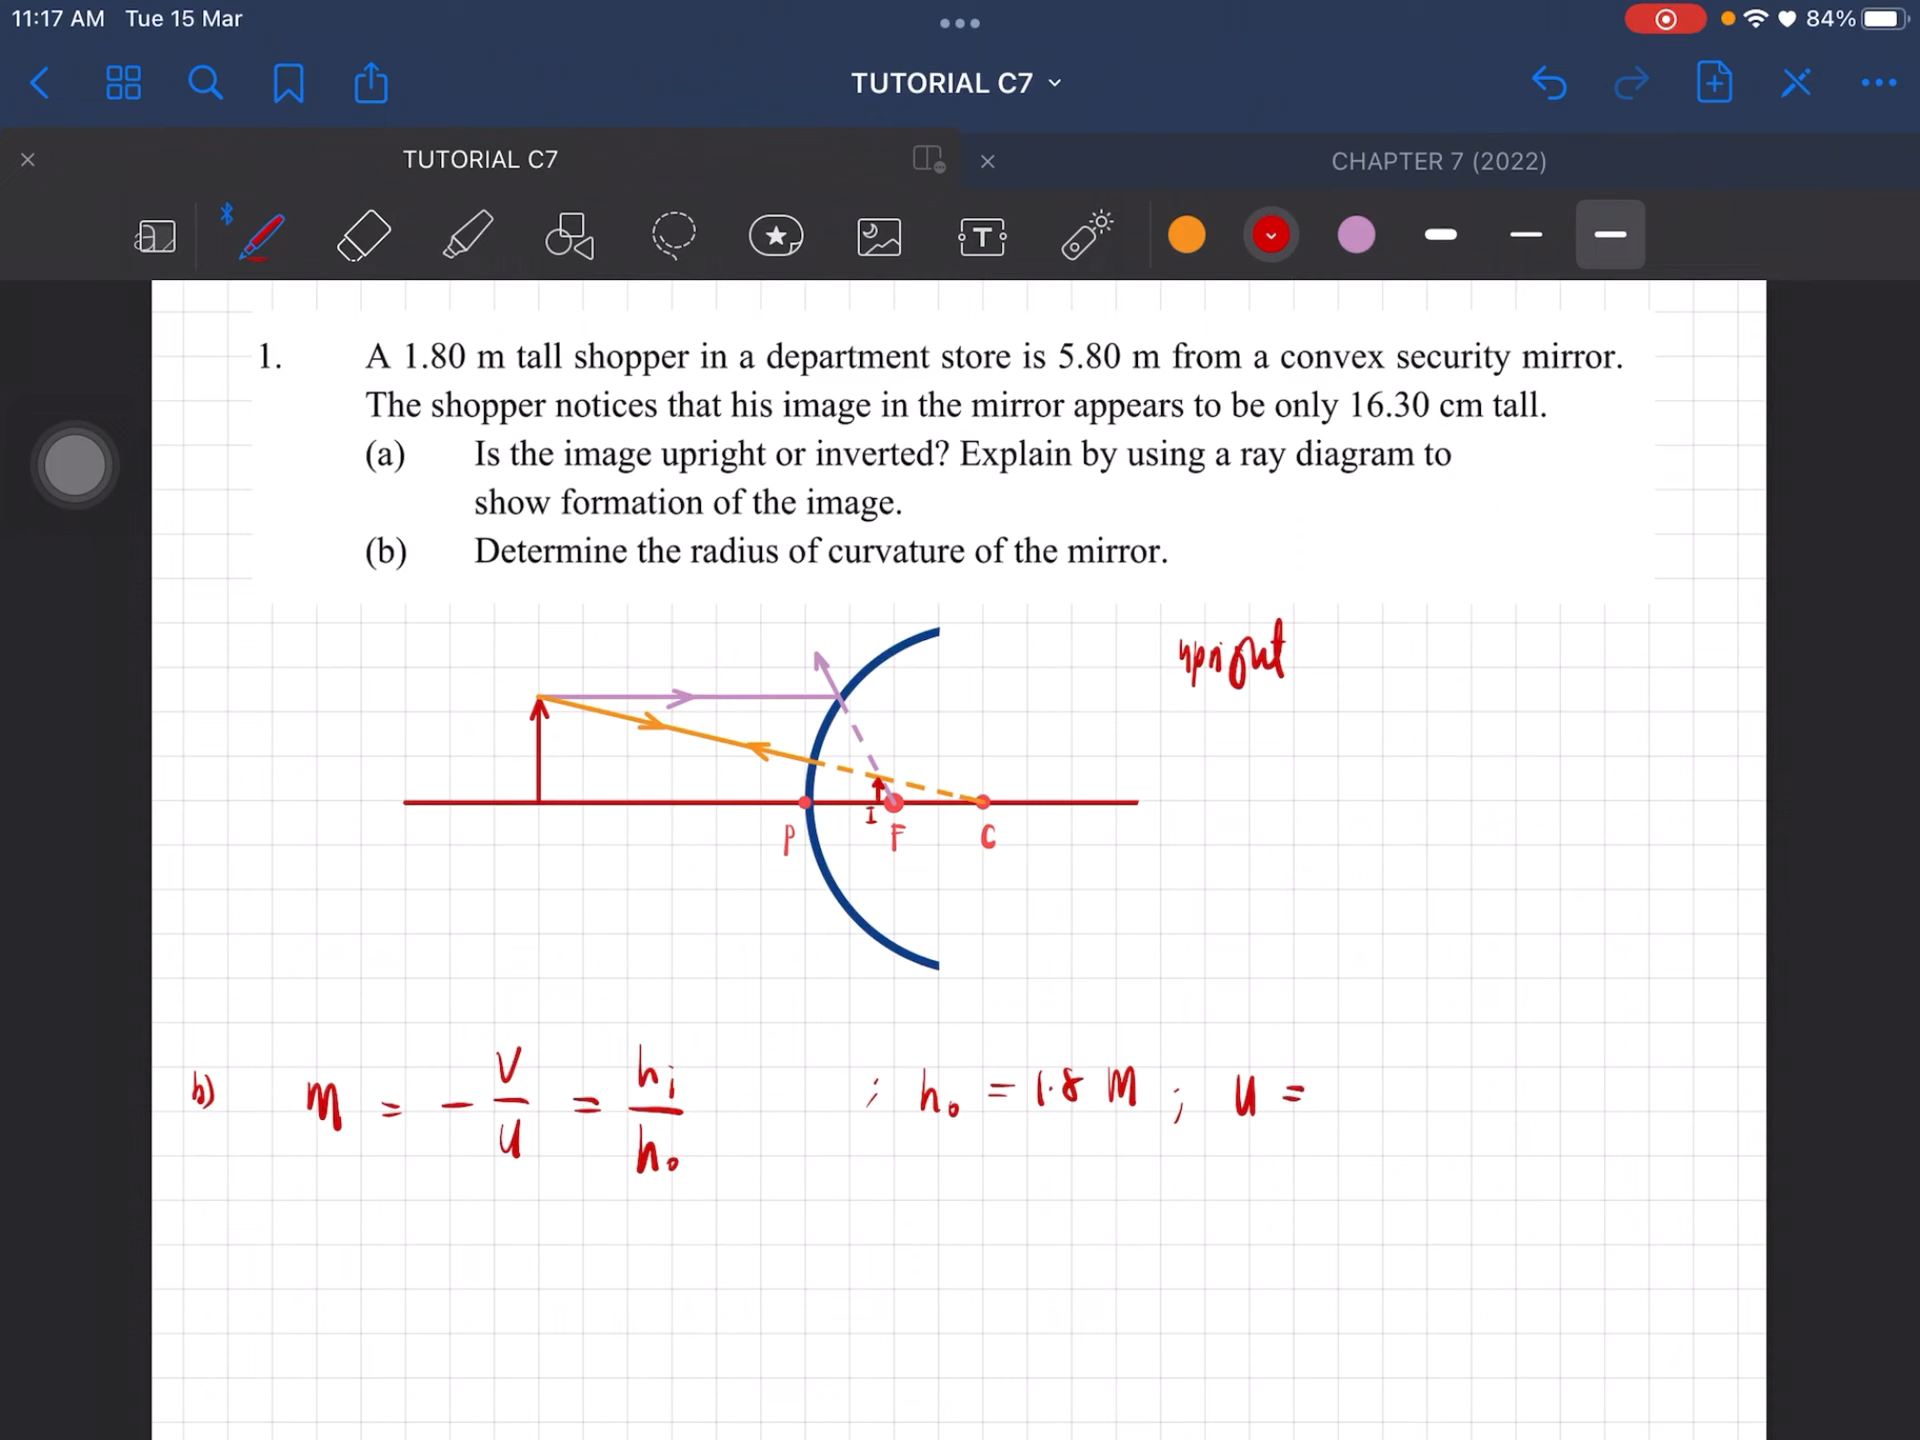 11:17 AM Tue 15 Mar
84%
TUTORIAL C7
TUTORIAL C7
CHAPTER 7 (2022)
1. A 1.80 m tall shopper in a department store is 5.80 m from a convex security mirror.
The shopper notices that his image in the mirror appears to be only 16.30 cm tall.
(a) Is the image upright or inverted? Explain by using a ray diagram to
show formation of the image.
(b) Determine the radius of curvature of the mirror.
upright
P I F C
b) m = - v/u = hi/ho ; ho = 1.8 m ; u =